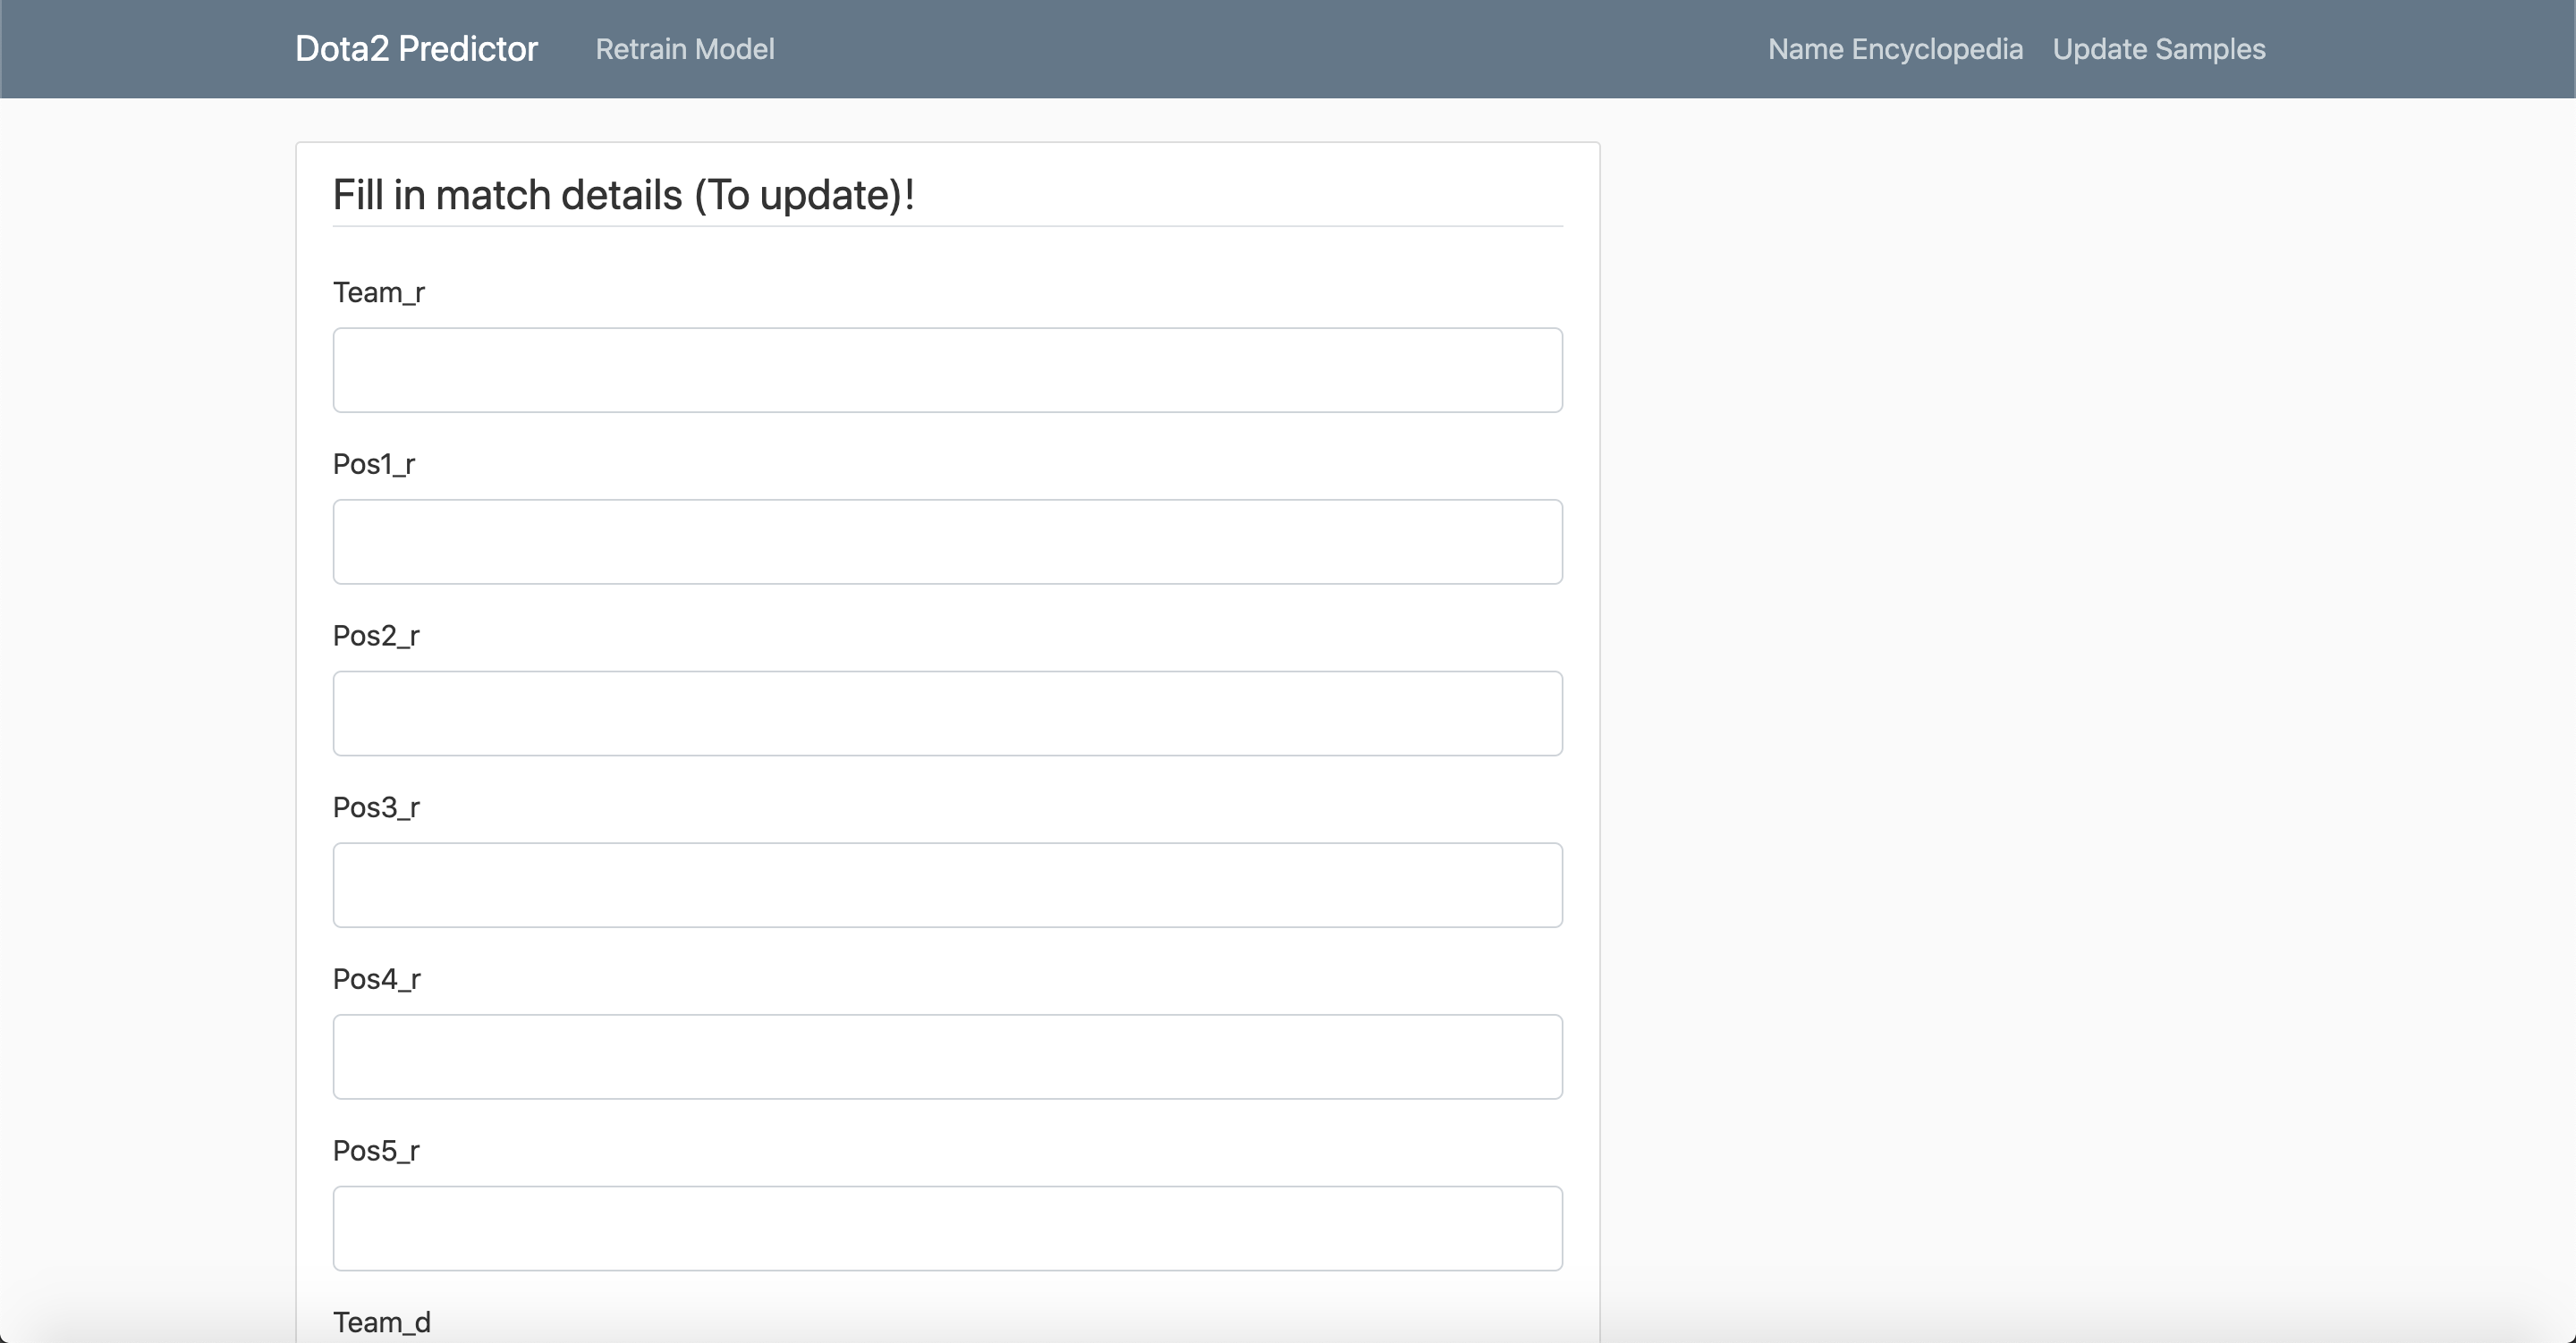 Dota2 Predictor Retrain Model Name Encyclopedia Update Samples
Fill in match details (To update)!
Team_r
Pos1_r
Pos2_r
Pos3_r
Pos4_r
Pos5_r
Team_d